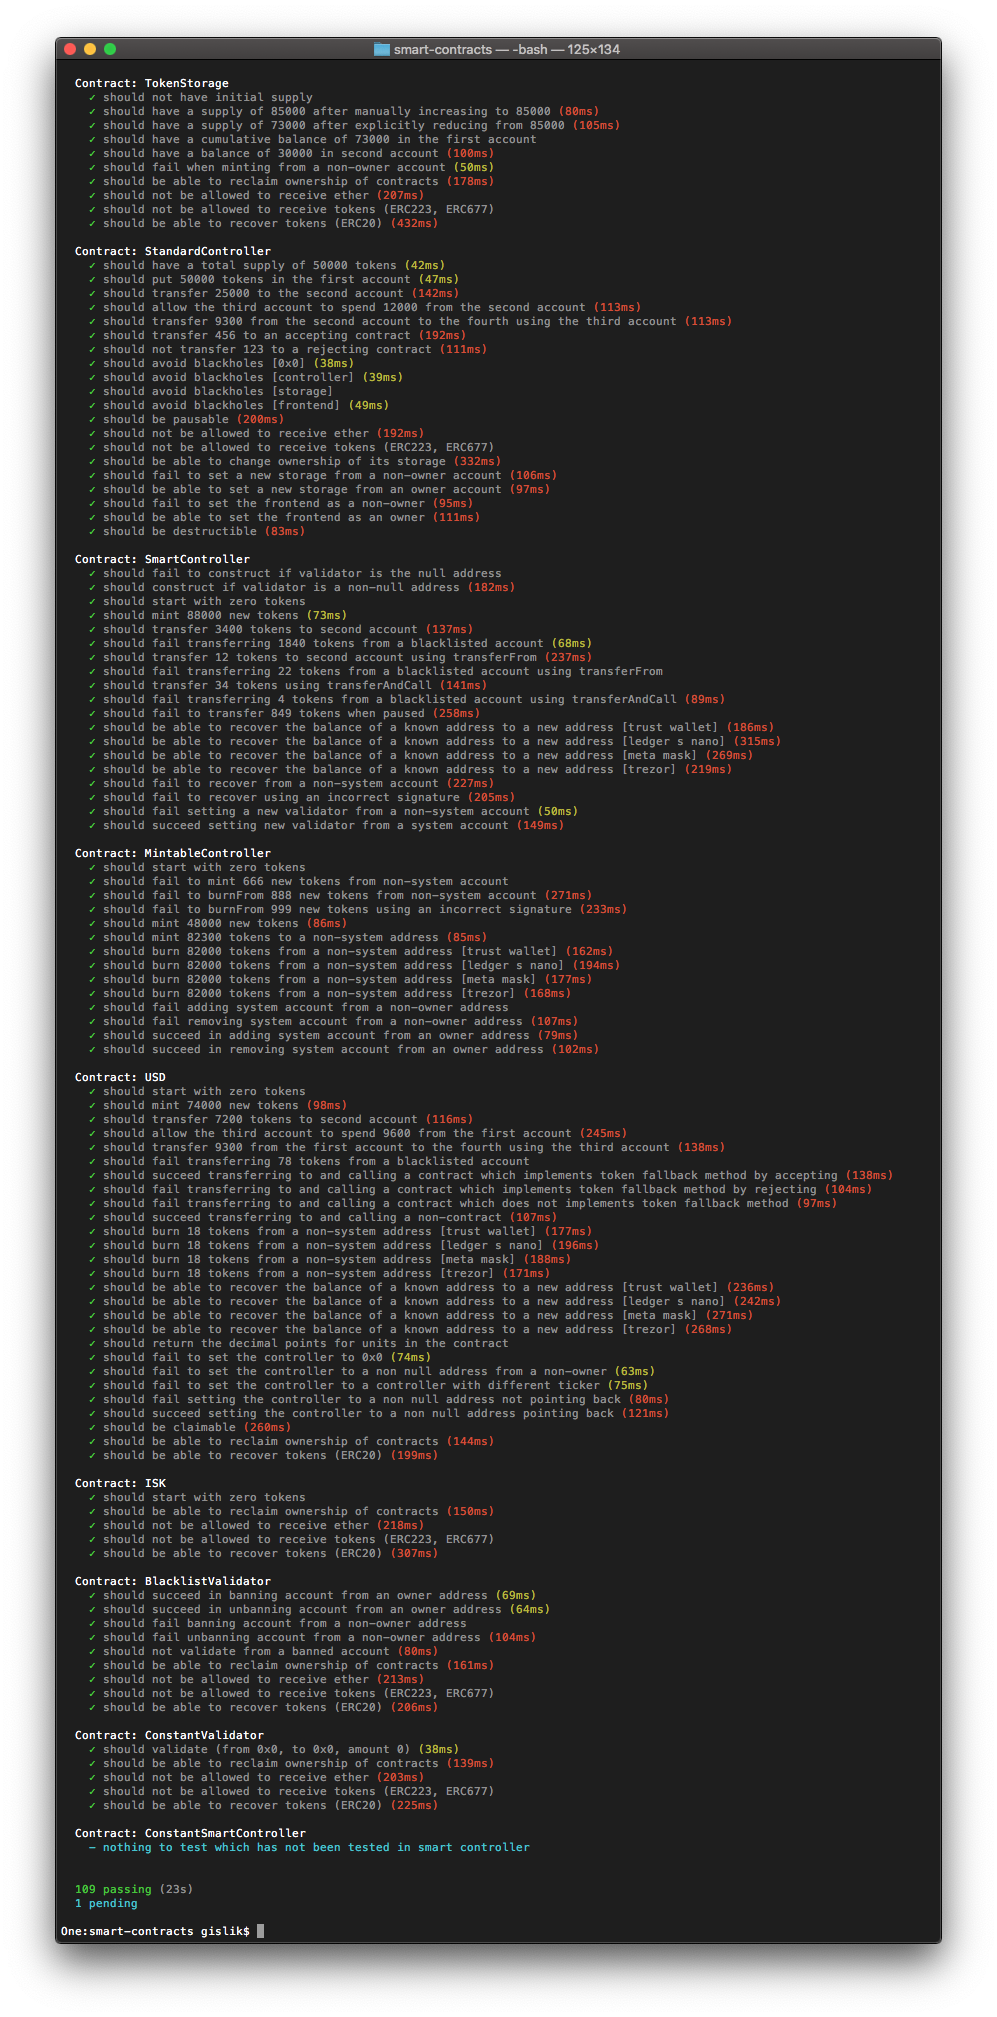 smart-contracts — -bash — 125×134
Contract: TokenStorage
✓ should not have initial supply
✓ should have a supply of 85000 after manually increasing to 85000 (80ms)
✓ should have a supply of 73000 after explicitly reducing from 85000 (105ms)
✓ should have a cumulative balance of 73000 in the first account
✓ should have a balance of 30000 in second account (100ms)
✓ should fail when minting from a non-owner account (50ms)
✓ should be able to reclaim ownership of contracts (178ms)
✓ should not be allowed to receive ether (207ms)
✓ should not be allowed to receive tokens (ERC223, ERC677)
✓ should be able to recover tokens (ERC20) (432ms)
Contract: StandardController
✓ should have a total supply of 50000 tokens (42ms)
✓ should put 50000 tokens in the first account (47ms)
✓ should transfer 25000 to the second account (142ms)
✓ should allow the third account to spend 12000 from the second account (113ms)
✓ should transfer 9300 from the second account to the fourth using the third account (113ms)
✓ should transfer 456 to an accepting contract (192ms)
✓ should not transfer 123 to a rejecting contract (111ms)
✓ should avoid blackholes [0x0] (38ms)
✓ should avoid blackholes [controller] (39ms)
✓ should avoid blackholes [storage]
✓ should avoid blackholes [frontend] (49ms)
✓ should be pausable (200ms)
✓ should not be allowed to receive ether (192ms)
✓ should not be allowed to receive tokens (ERC223, ERC677)
✓ should be able to change ownership of its storage (332ms)
✓ should fail to set a new storage from a non-owner account (106ms)
✓ should be able to set a new storage from an owner account (97ms)
✓ should fail to set the frontend as a non-owner (95ms)
✓ should be able to set the frontend as an owner (111ms)
✓ should be destructible (83ms)
Contract: SmartController
✓ should fail to construct if validator is the null address
✓ should construct if validator is a non-null address (182ms)
✓ should start with zero tokens
✓ should mint 88000 new tokens (73ms)
✓ should transfer 3400 tokens to second account (137ms)
✓ should fail transferring 1840 tokens from a blacklisted account (68ms)
✓ should transfer 12 tokens to second account using transferFrom (237ms)
✓ should fail transferring 22 tokens from a blacklisted account using transferFrom
✓ should transfer 34 tokens using transferAndCall (141ms)
✓ should fail transferring 4 tokens from a blacklisted account using transferAndCall (89ms)
✓ should fail to transfer 849 tokens when paused (258ms)
✓ should be able to recover the balance of a known address to a new address [trust wallet] (186ms)
✓ should be able to recover the balance of a known address to a new address [ledger s nano] (315ms)
✓ should be able to recover the balance of a known address to a new address [meta mask] (269ms)
✓ should be able to recover the balance of a known address to a new address [trezor] (219ms)
✓ should fail to recover from a non-system account (227ms)
✓ should fail to recover using an incorrect signature (205ms)
✓ should fail setting a new validator from a non-system account (50ms)
✓ should succeed setting new validator from a system account (149ms)
Contract: MintableController
✓ should start with zero tokens
✓ should fail to mint 666 new tokens from non-system account
✓ should fail to burnFrom 888 new tokens from non-system account (271ms)
✓ should fail to burnFrom 999 new tokens using an incorrect signature (233ms)
✓ should mint 48000 new tokens (86ms)
✓ should mint 82300 tokens to a non-system address (85ms)
✓ should burn 82000 tokens from a non-system address [trust wallet] (162ms)
✓ should burn 82000 tokens from a non-system address [ledger s nano] (194ms)
✓ should burn 82000 tokens from a non-system address [meta mask] (177ms)
✓ should burn 82000 tokens from a non-system address [trezor] (168ms)
✓ should fail adding system account from a non-owner address
✓ should fail removing system account from a non-owner address (107ms)
✓ should succeed in adding system account from an owner address (79ms)
✓ should succeed in removing system account from an owner address (102ms)
Contract: USD
✓ should start with zero tokens
✓ should mint 74000 new tokens (98ms)
✓ should transfer 7200 tokens to second account (116ms)
✓ should allow the third account to spend 9600 from the first account (245ms)
✓ should transfer 9300 from the first account to the fourth using the third account (138ms)
✓ should fail transferring 78 tokens from a blacklisted account
✓ should succeed transferring to and calling a contract which implements token fallback method by accepting (138ms)
✓ should fail transferring to and calling a contract which implements token fallback method by rejecting (104ms)
✓ should fail transferring to and calling a contract which does not implements token fallback method (97ms)
✓ should succeed transferring to and calling a non-contract (107ms)
✓ should burn 18 tokens from a non-system address [trust wallet] (177ms)
✓ should burn 18 tokens from a non-system address [ledger s nano] (196ms)
✓ should burn 18 tokens from a non-system address [meta mask] (188ms)
✓ should burn 18 tokens from a non-system address [trezor] (171ms)
✓ should be able to recover the balance of a known address to a new address [trust wallet] (236ms)
✓ should be able to recover the balance of a known address to a new address [ledger s nano] (242ms)
✓ should be able to recover the balance of a known address to a new address [meta mask] (271ms)
✓ should be able to recover the balance of a known address to a new address [trezor] (268ms)
✓ should return the decimal points for units in the contract
✓ should fail to set the controller to 0x0 (74ms)
✓ should fail to set the controller to a non null address from a non-owner (63ms)
✓ should fail to set the controller to a controller with different ticker (75ms)
✓ should fail setting the controller to a non null address not pointing back (80ms)
✓ should succeed setting the controller to a non null address pointing back (121ms)
✓ should be claimable (260ms)
✓ should be able to reclaim ownership of contracts (144ms)
✓ should be able to recover tokens (ERC20) (199ms)
Contract: ISK
✓ should start with zero tokens
✓ should be able to reclaim ownership of contracts (150ms)
✓ should not be allowed to receive ether (218ms)
✓ should not be allowed to receive tokens (ERC223, ERC677)
✓ should be able to recover tokens (ERC20) (307ms)
Contract: BlacklistValidator
✓ should succeed in banning account from an owner address (69ms)
✓ should succeed in unbanning account from an owner address (64ms)
✓ should fail banning account from a non-owner address
✓ should fail unbanning account from a non-owner address (104ms)
✓ should not validate from a banned account (80ms)
✓ should be able to reclaim ownership of contracts (161ms)
✓ should not be allowed to receive ether (213ms)
✓ should not be allowed to receive tokens (ERC223, ERC677)
✓ should be able to recover tokens (ERC20) (206ms)
Contract: ConstantValidator
✓ should validate (from 0x0, to 0x0, amount 0) (38ms)
✓ should be able to reclaim ownership of contracts (139ms)
✓ should not be allowed to receive ether (203ms)
✓ should not be allowed to receive tokens (ERC223, ERC677)
✓ should be able to recover tokens (ERC20) (225ms)
Contract: ConstantSmartController
– nothing to test which has not been tested in smart controller
109 passing (23s)
1 pending
One:smart-contracts gislik$